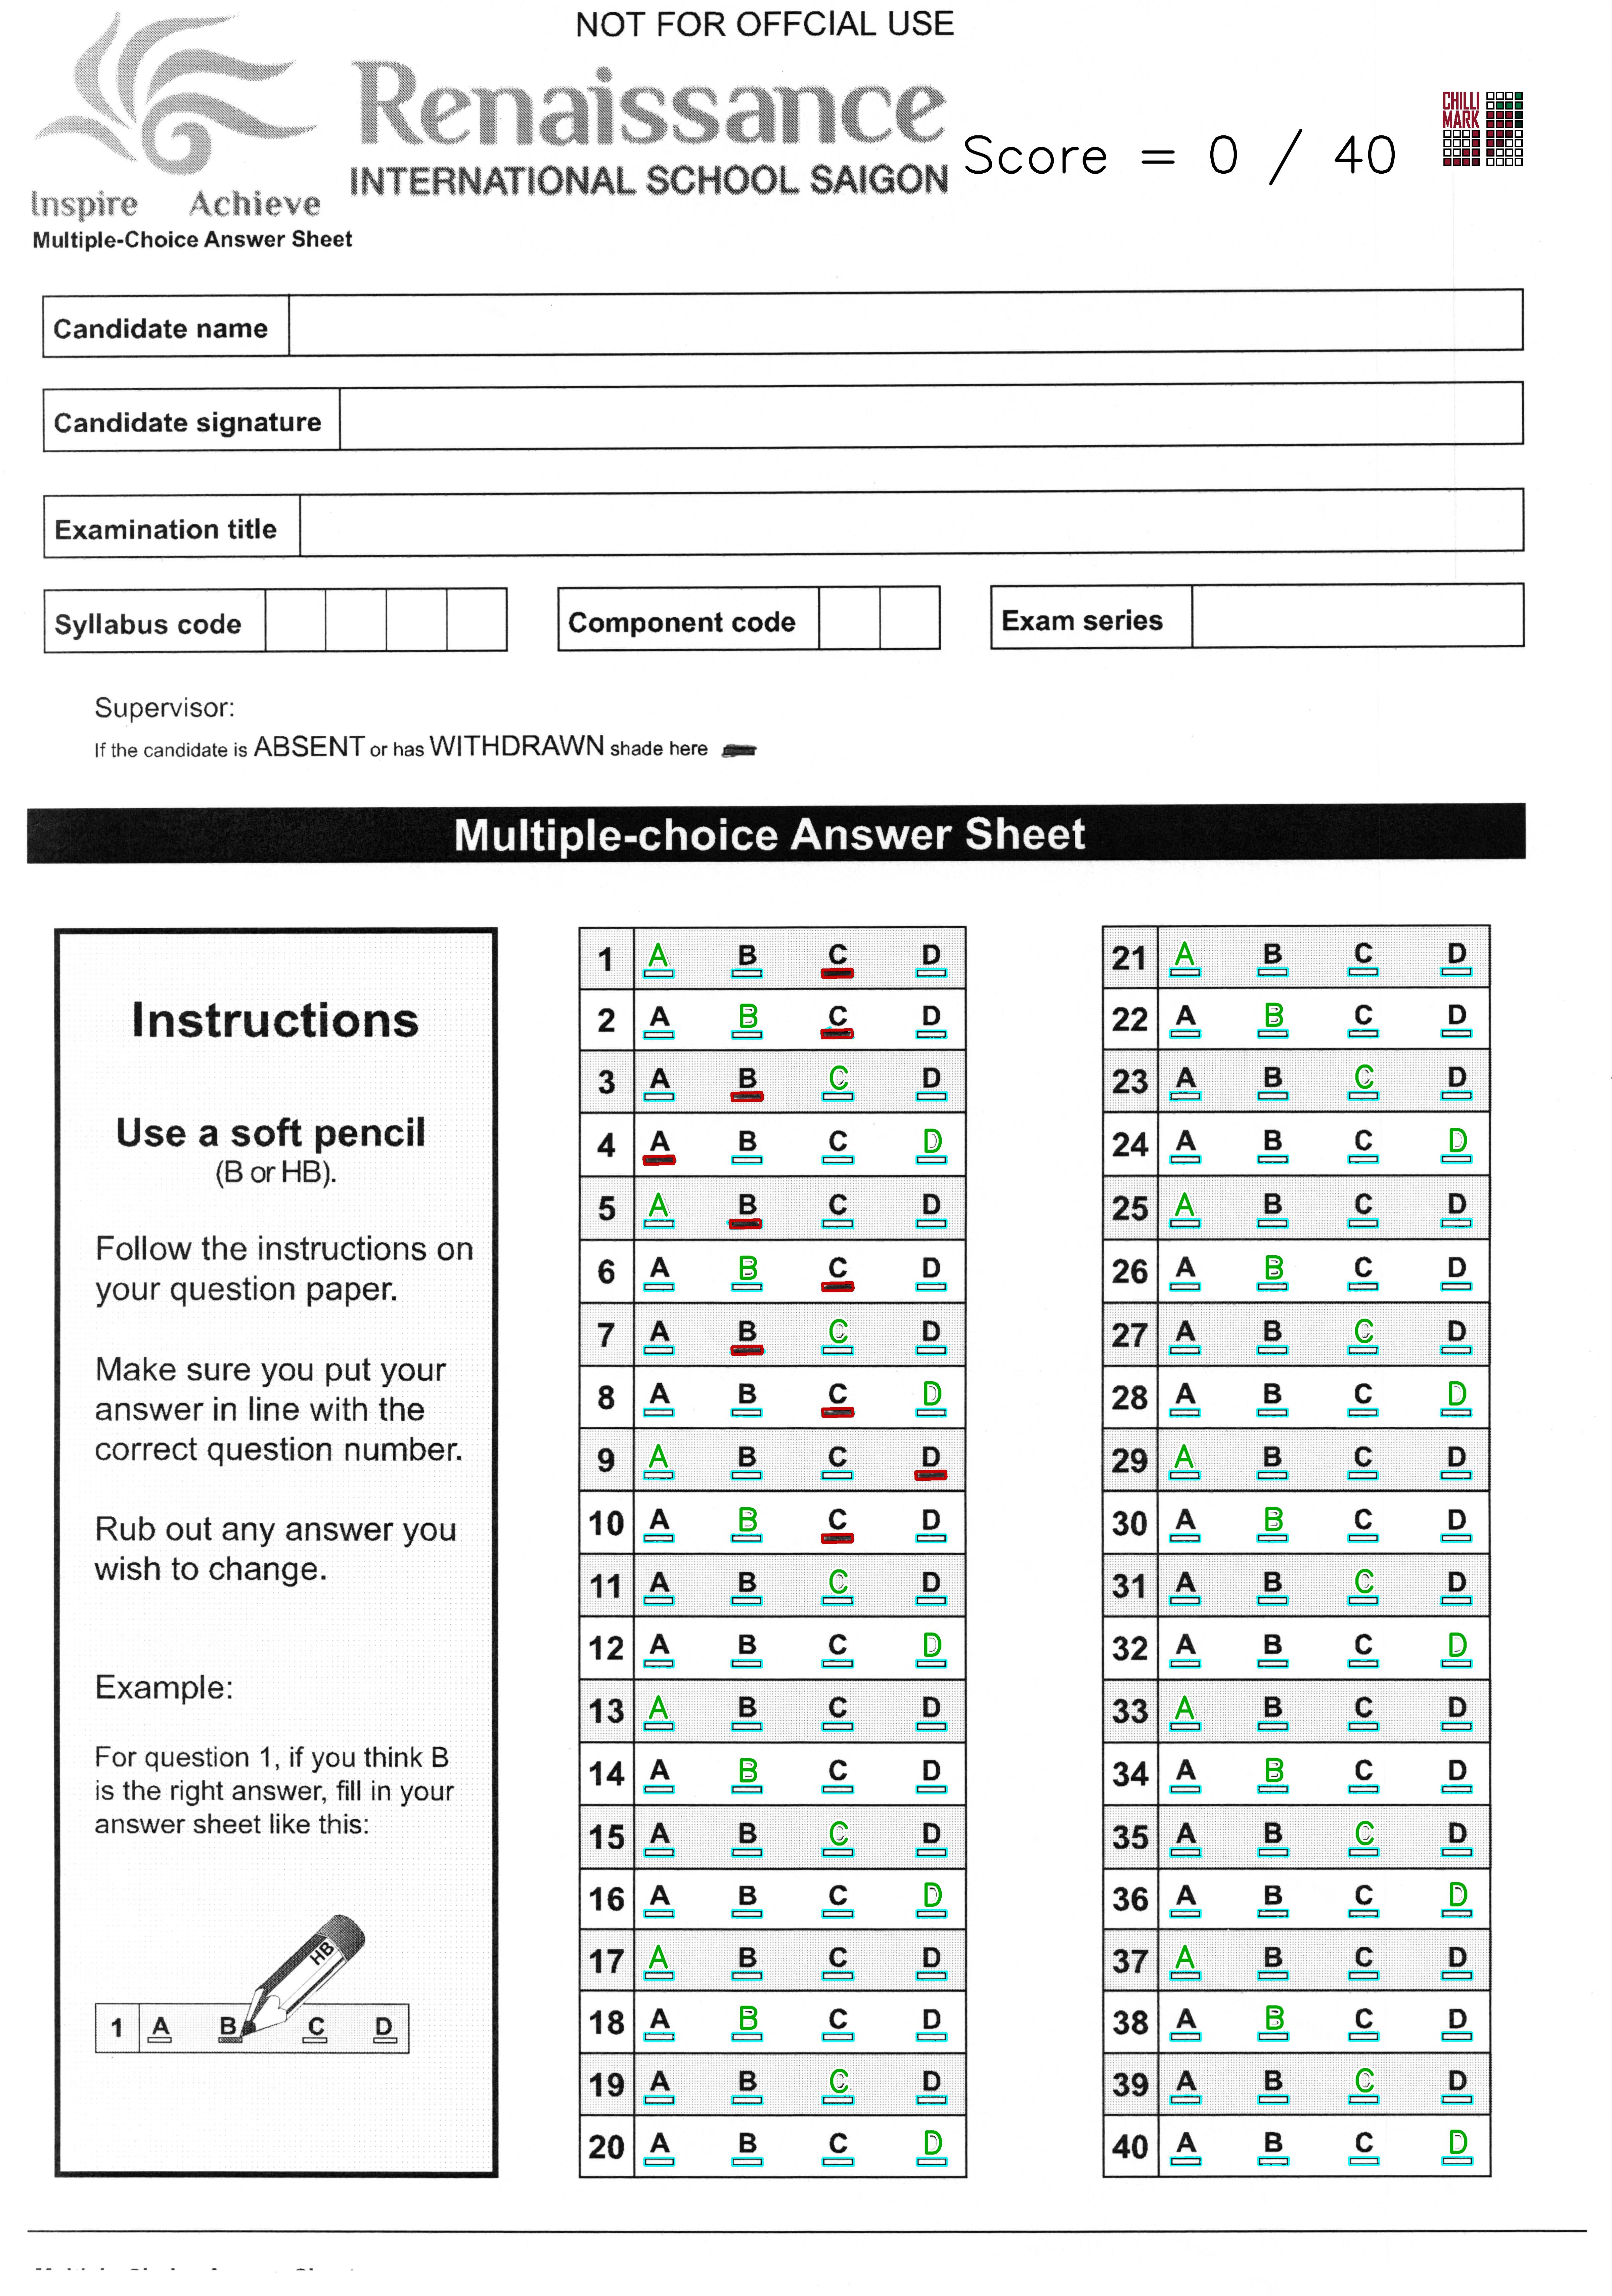 NOT FOR OFFCIAL USE
Renaissance
INTERNATIONAL SCHOOL SAIGON
Score = 0 / 40
CHILLI
MARK
Inspire Achieve
Multiple-Choice Answer Sheet
Candidate name
Candidate signature
Examination title
Syllabus code
Component code
Exam series
Supervisor:
If the candidate is ABSENT or has WITHDRAWN shade here
Multiple-choice Answer Sheet
Instructions
Use a soft pencil
(B or HB).
Follow the instructions on
your question paper.
Make sure you put your
answer in line with the
correct question number.
Rub out any answer you
wish to change.
Example:
For question 1, if you think B
is the right answer, fill in your
answer sheet like this:
HB
1 A B C D
1 A B C D
2 A B C D
3 A B C D
4 A B C D
5 A B C D
6 A B C D
7 A B C D
8 A B C D
9 A B C D
10 A B C D
11 A B C D
12 A B C D
13 A B C D
14 A B C D
15 A B C D
16 A B C D
17 A B C D
18 A B C D
19 A B C D
20 A B C D
21 A B C D
22 A B C D
23 A B C D
24 A B C D
25 A B C D
26 A B C D
27 A B C D
28 A B C D
29 A B C D
30 A B C D
31 A B C D
32 A B C D
33 A B C D
34 A B C D
35 A B C D
36 A B C D
37 A B C D
38 A B C D
39 A B C D
40 A B C D